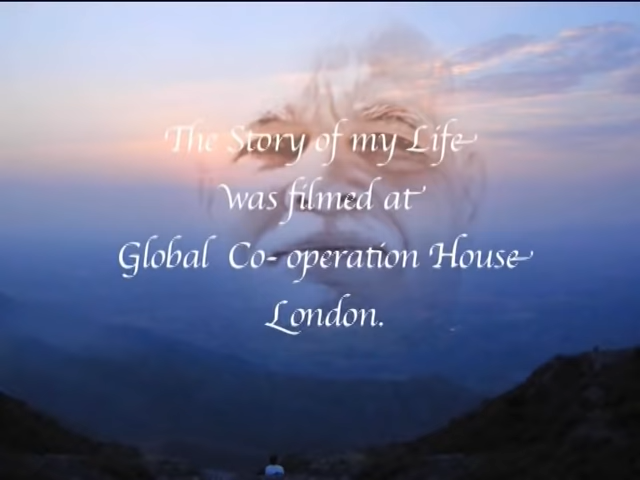 The Story of my Life
was filmed at
Global Co- operation House
London.